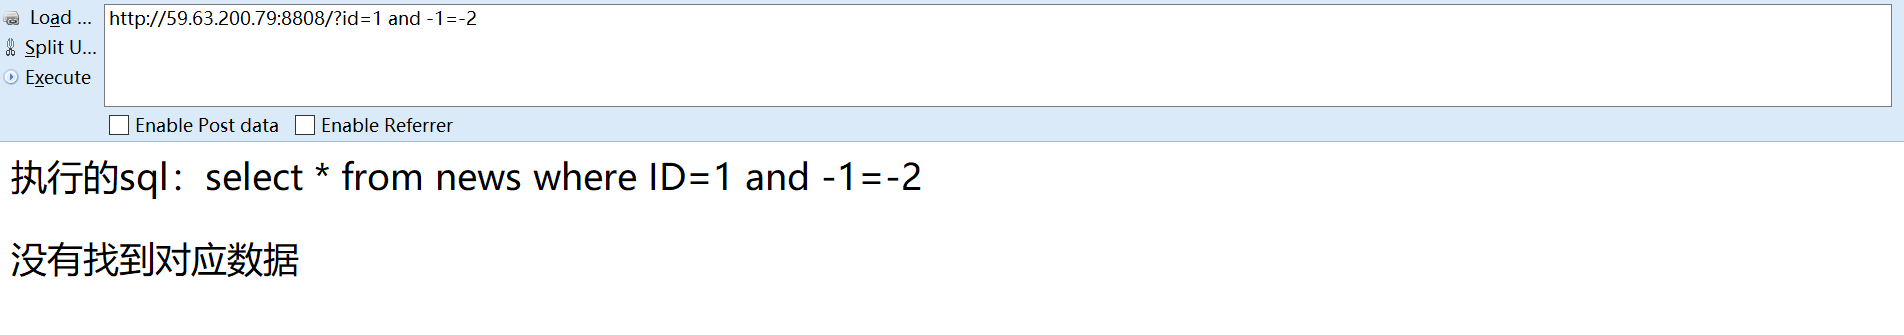 Load ...
http://59.63.200.79:8808/?id=1 and -1=-2
Split U...
Execute
Enable Post data Enable Referrer
执行的sql：select * from news where ID=1 and -1=-2
没有找到对应数据